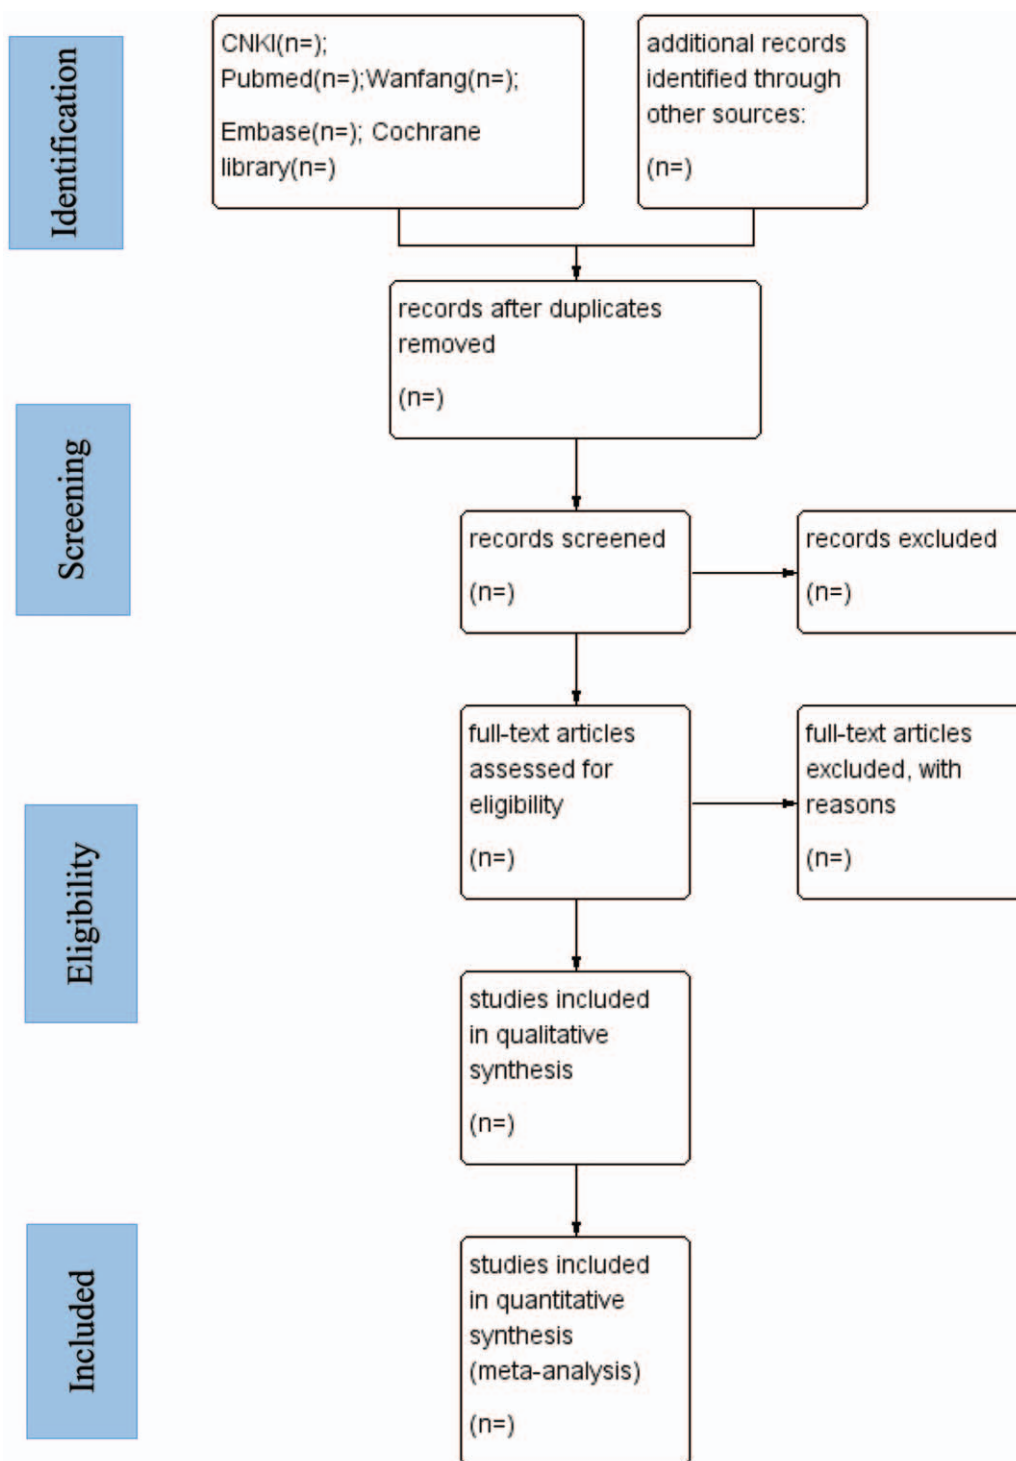 Identification
CNKI(n=);
Pubmed(n=);Wanfang(n=);
Embase(n=); Cochrane
library(n=)
additional records
identified through
other sources:
(n=)
records after duplicates
removed
(n=)
Screening
records screened
(n=)
records excluded
(n=)
Eligibility
full-text articles
assessed for
eligibility
(n=)
full-text articles
excluded, with
reasons
(n=)
studies included
in qualitative
synthesis
(n=)
Included
studies included
in quantitative
synthesis
(meta-analysis)
(n=)